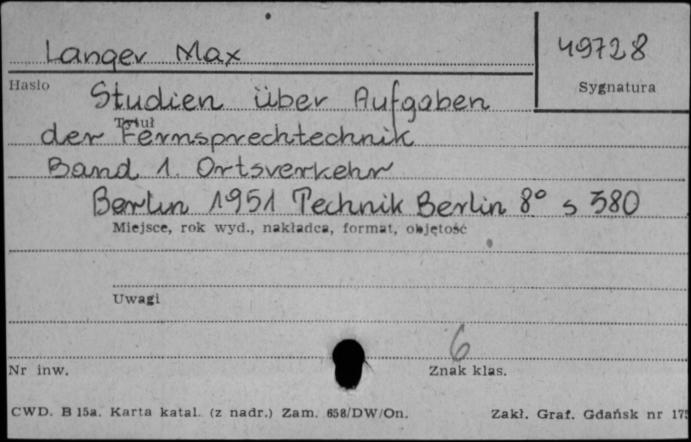 Langer Max
49728
Hasło
Sygnatura
Studien über Aufgaben
Tytuł
der Fernsprechtechnik
Band 1. Ortsverkehr
Berlin 1951 Technik Berlin 8° s 380
Miejsce, rok wyd., nakładca, format, objętość
Uwagi
6
Nr inw.
Znak klas.
CWD. B 15a. Karta katal. (z nadr.) Zam. 658/DW/On.
Zakł. Graf. Gdańsk nr